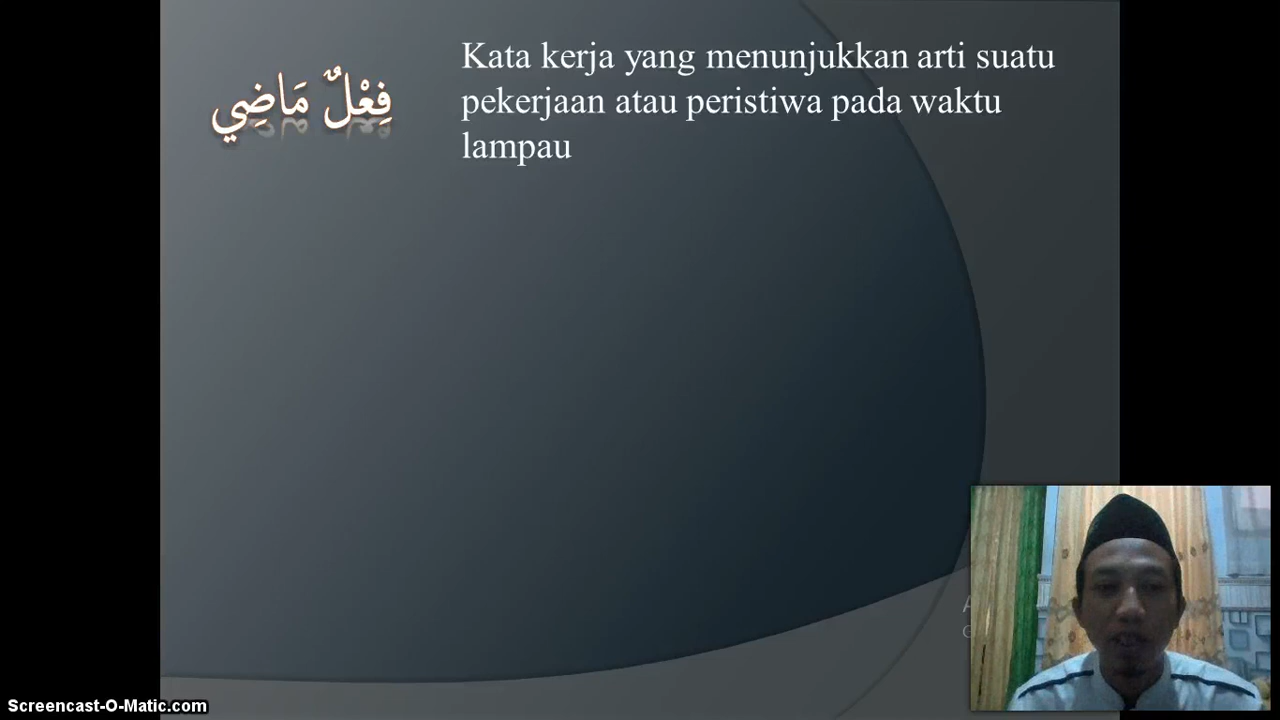 فِعْلٌ مَاضِي
Kata kerja yang menunjukkan arti suatu
pekerjaan atau peristiwa pada waktu
lampau
Screencast-O-Matic.com